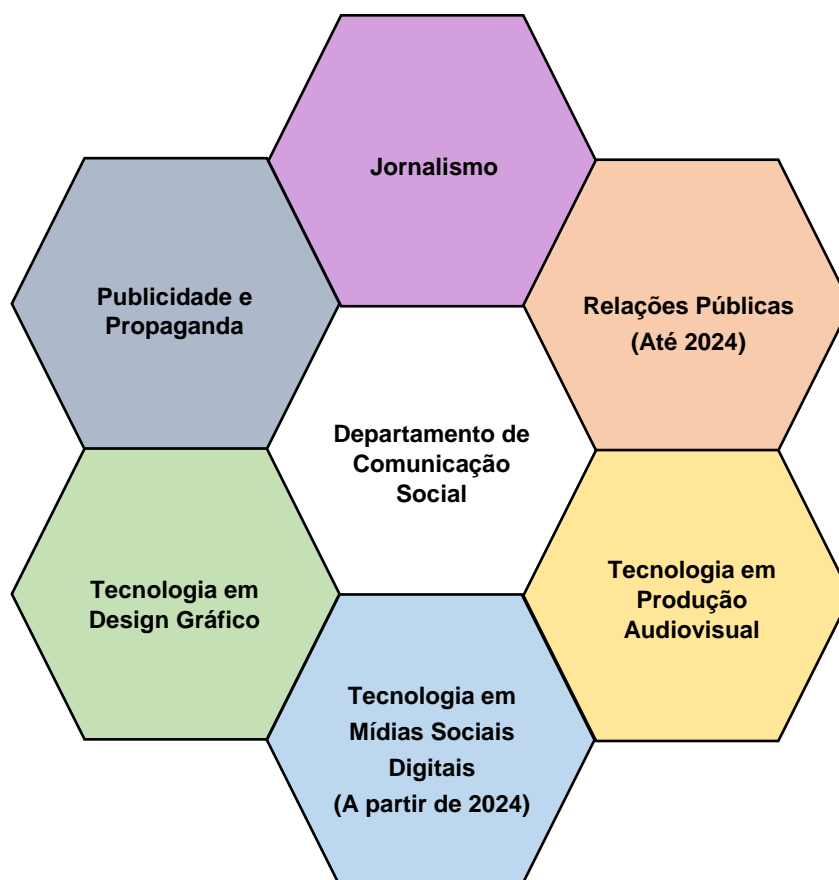 Jornalismo
Publicidade e
Propaganda
Relações Públicas
(Até 2024)
Departamento de
Comunicação
Social
Tecnologia em
Design Gráfico
Tecnologia em
Produção
Audiovisual
Tecnologia em
Mídias Sociais
Digitais
(A partir de 2024)